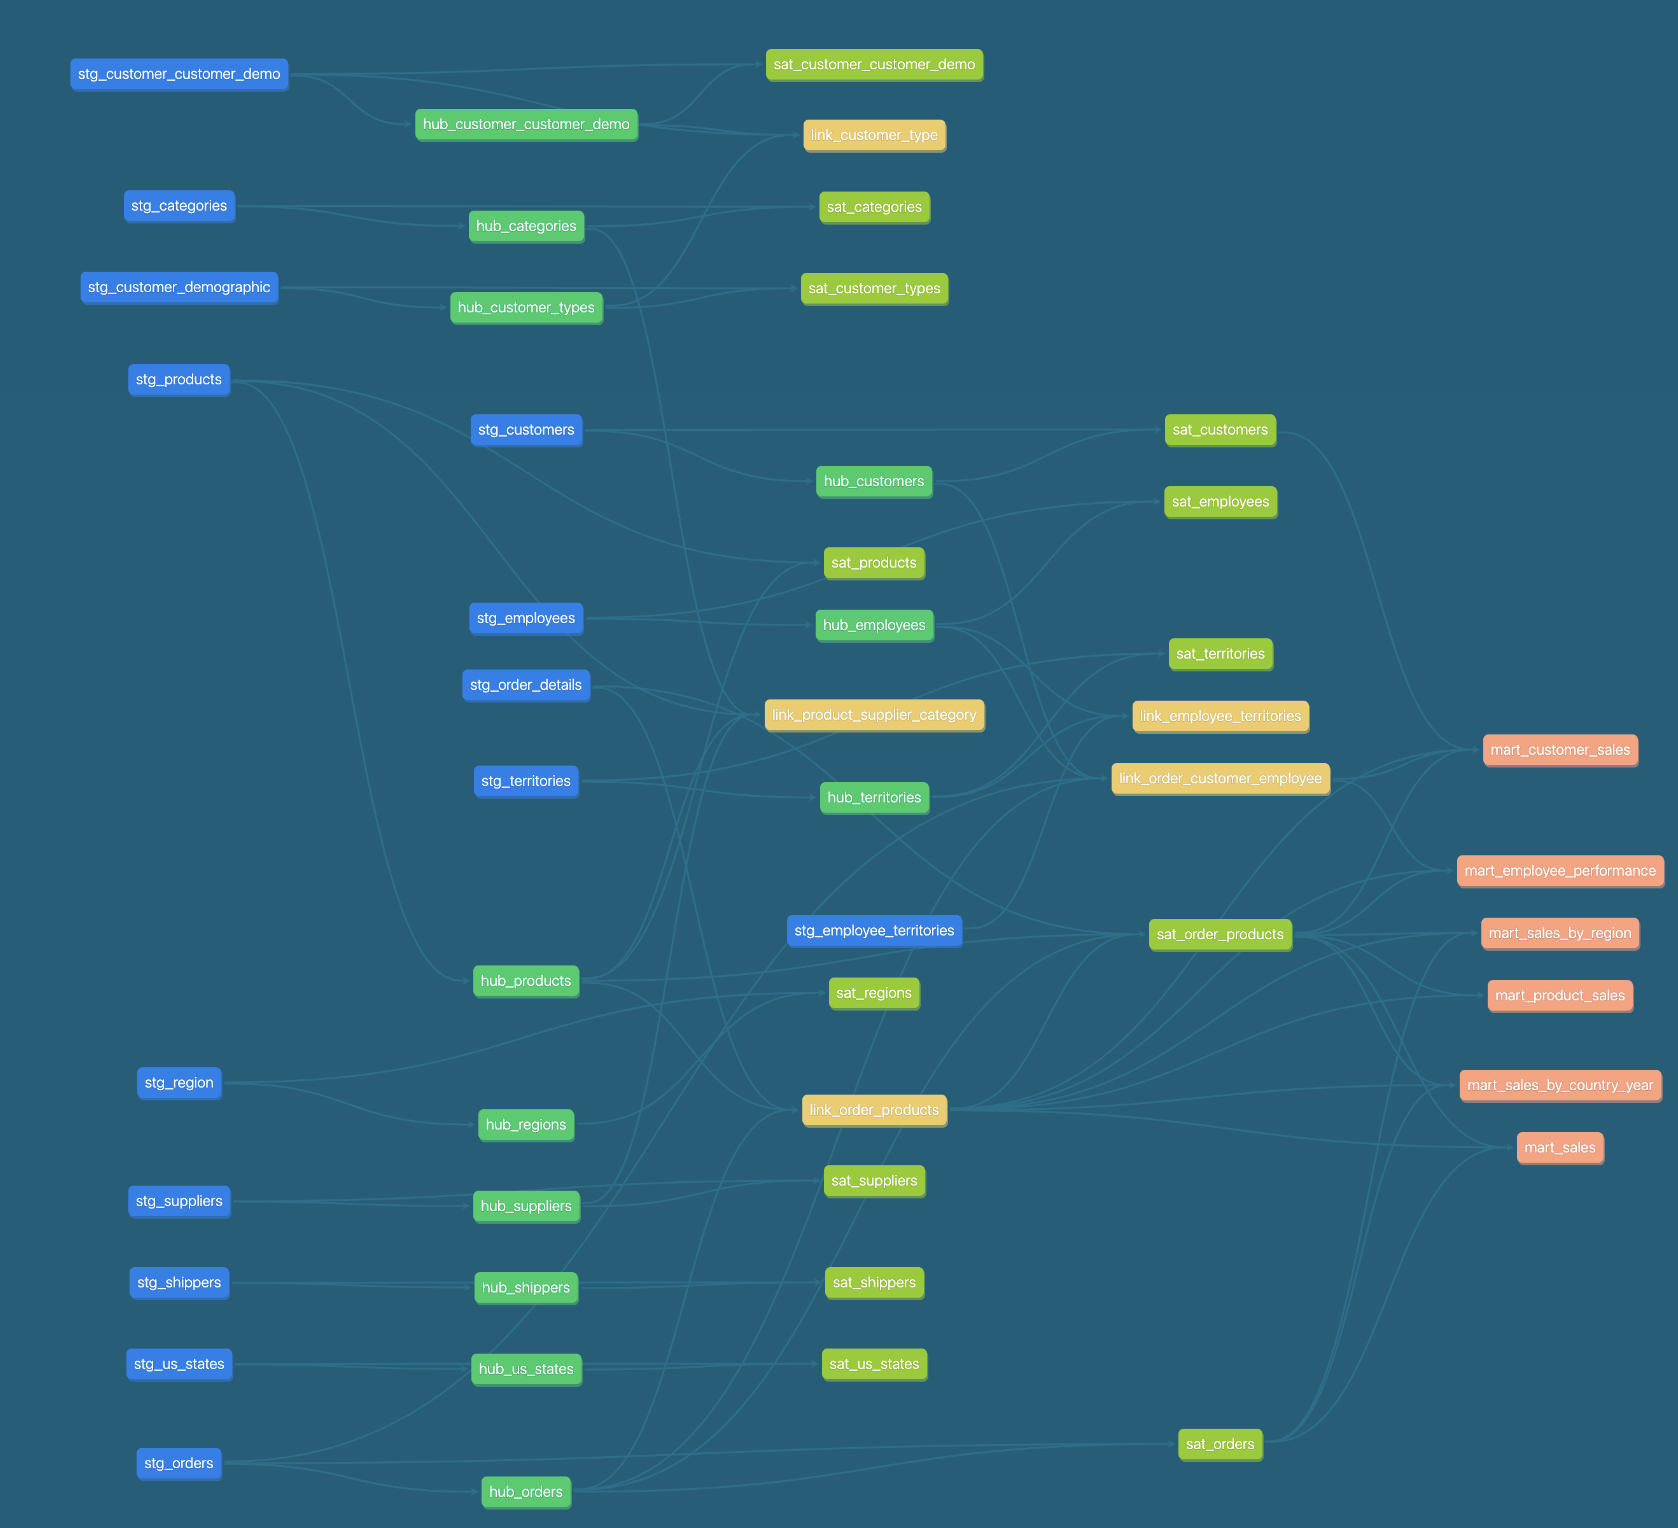 stg_customer_customer_demo
sat_customer_customer_demo
hub_customer_customer_demo
link_customer_type
stg_categories
hub_categories
sat_categories
stg_customer_demographic
hub_customer_types
sat_customer_types
stg_products
stg_customers
sat_customers
hub_customers
sat_employees
sat_products
stg_employees
hub_employees
sat_territories
stg_order_details
link_product_supplier_category
link_employee_territories
mart_customer_sales
stg_territories
hub_territories
link_order_customer_employee
mart_employee_performance
stg_employee_territories
sat_order_products
mart_sales_by_region
hub_products
sat_regions
mart_product_sales
stg_region
hub_regions
link_order_products
mart_sales_by_country_year
mart_sales
stg_suppliers
hub_suppliers
sat_suppliers
stg_shippers
hub_shippers
sat_shippers
stg_us_states
hub_us_states
sat_us_states
stg_orders
hub_orders
sat_orders